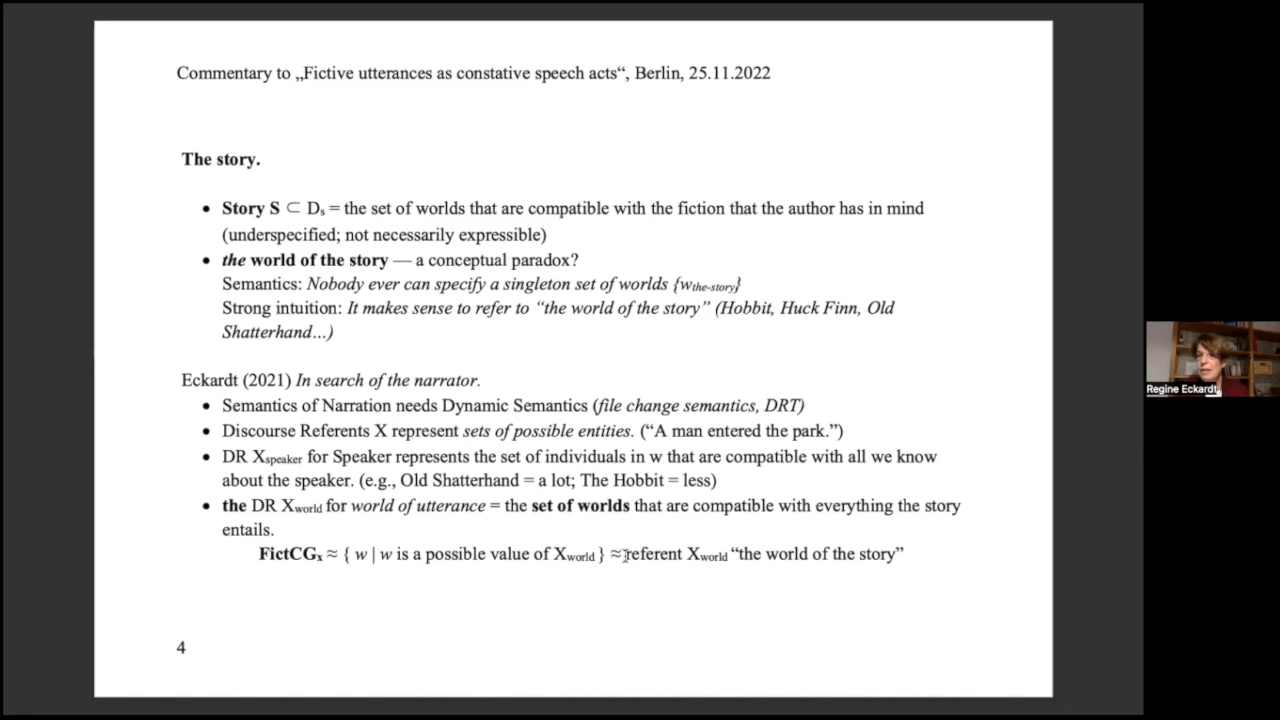 Commentary to „Fictive utterances as constative speech acts“, Berlin, 25.11.2022
The story.
• Story S ⊂ Ds = the set of worlds that are compatible with the fiction that the author has in mind
(underspecified; not necessarily expressible)
• the world of the story — a conceptual paradox?
Semantics: Nobody ever can specify a singleton set of worlds {wthe-story}
Strong intuition: It makes sense to refer to “the world of the story” (Hobbit, Huck Finn, Old
Shatterhand...)
Eckardt (2021) In search of the narrator.
• Semantics of Narration needs Dynamic Semantics (file change semantics, DRT)
• Discourse Referents X represent sets of possible entities. (“A man entered the park.”)
• DR Xspeaker for Speaker represents the set of individuals in w that are compatible with all we know
about the speaker. (e.g., Old Shatterhand = a lot; The Hobbit = less)
• the DR Xworld for world of utterance = the set of worlds that are compatible with everything the story
entails.
FictCGx ≈ { w | w is a possible value of Xworld } ≈ referent Xworld “the world of the story”
4
Regine Eckardt